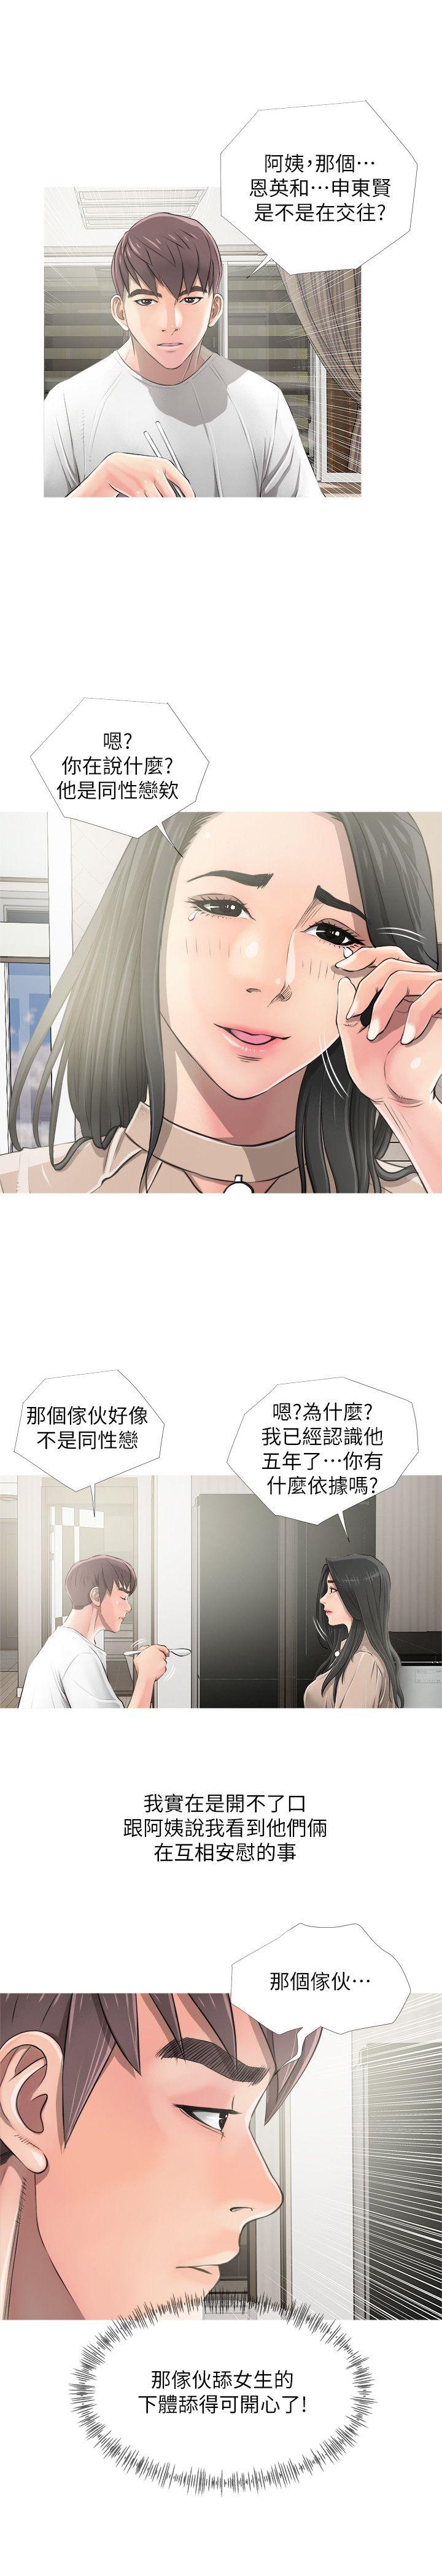 阿姨,那個…
恩英和…申東賢
是不是在交往?
嗯?
你在說什麼?
他是同性戀欸
那個傢伙好像
不是同性戀
嗯?為什麼?
我已經認識他
五年了…你有
什麼依據嗎?
我實在是開不了口
跟阿姨說我看到他們倆
在互相安慰的事
那個傢伙…
那傢伙舔女生的
下體舔得可開心了!